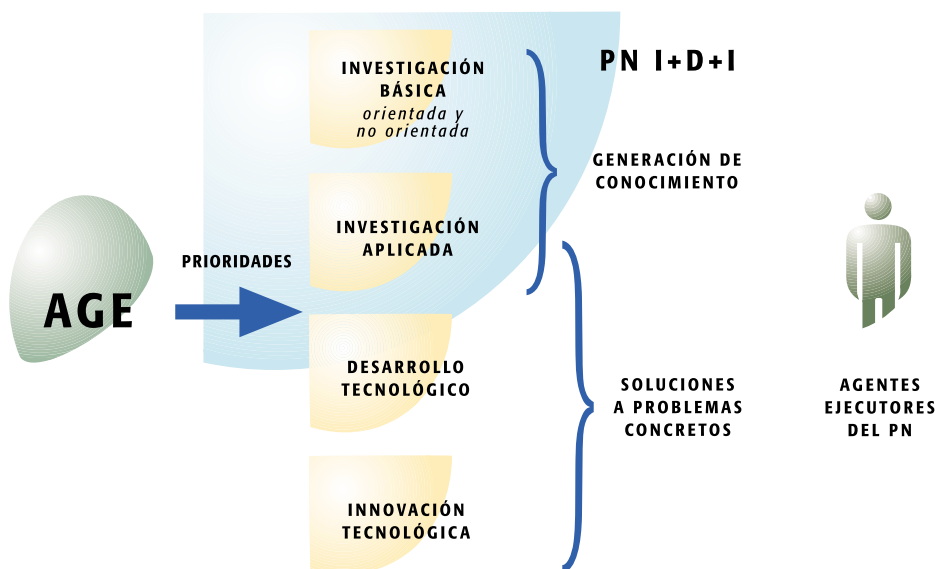 PN I+D+I
INVESTIGACIÓN
BÁSICA
orientada y
no orientada
GENERACIÓN DE
CONOCIMIENTO
INVESTIGACIÓN
APLICADA
PRIORIDADES
AGE
DESARROLLO
TECNOLÓGICO
SOLUCIONES
A PROBLEMAS
CONCRETOS
AGENTES
EJECUTORES
DEL PN
INNOVACIÓN
TECNOLÓGICA